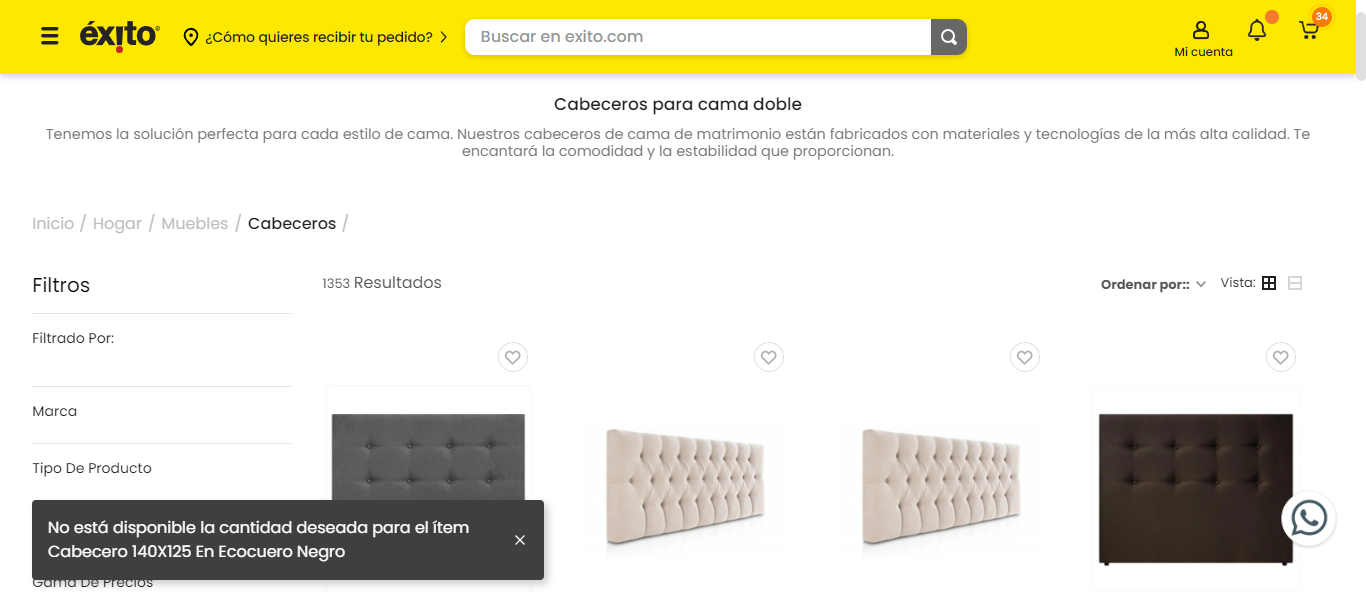 éxito
¿Cómo quieres recibir tu pedido?
Buscar en exito.com
Mi cuenta
34
Cabeceros para cama doble
Tenemos la solución perfecta para cada estilo de cama. Nuestros cabeceros de cama de matrimonio están fabricados con materiales y tecnologías de la más alta calidad. Te
encantará la comodidad y la estabilidad que proporcionan.
Inicio / Hogar / Muebles / Cabeceros /
Filtros
1353 Resultados
Ordenar por::
Vista:
Filtrado Por:
Marca
Tipo De Producto
No está disponible la cantidad deseada para el ítem
Cabecero 140X125 En Ecocuero Negro
Gama De Precios